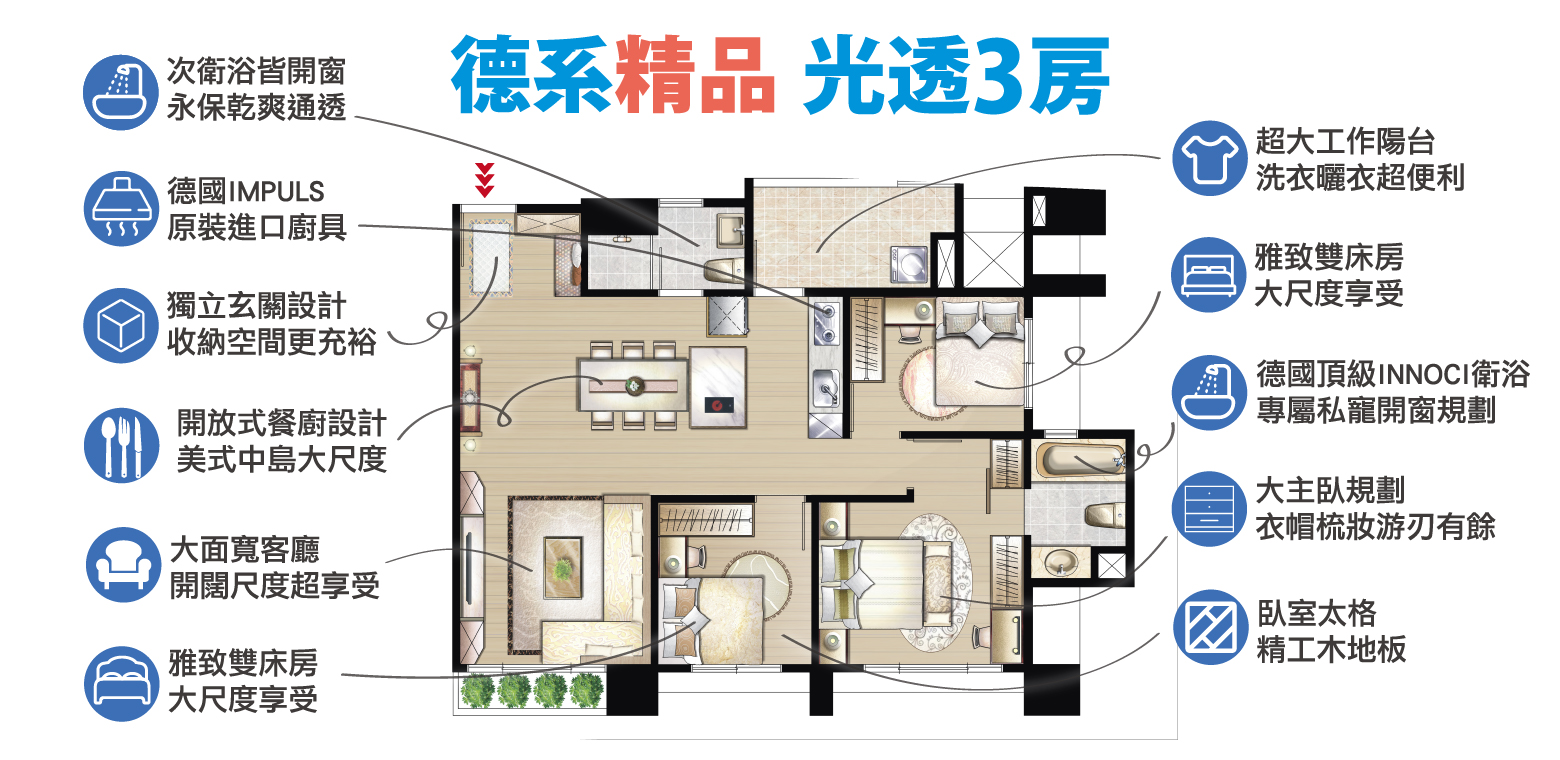 德系精品 光透3房
次衛浴皆開窗
永保乾爽通透
德國IMPULS
原裝進口廚具
獨立玄關設計
收納空間更充裕
開放式餐廚設計
美式中島大尺度
大面寬客廳
開闊尺度超享受
雅致雙床房
大尺度享受
超大工作陽台
洗衣曬衣超便利
雅致雙床房
大尺度享受
德國頂級INNOCI衛浴
專屬私寵開窗規劃
大主臥規劃
衣帽梳妝游刃有餘
臥室太格
精工木地板